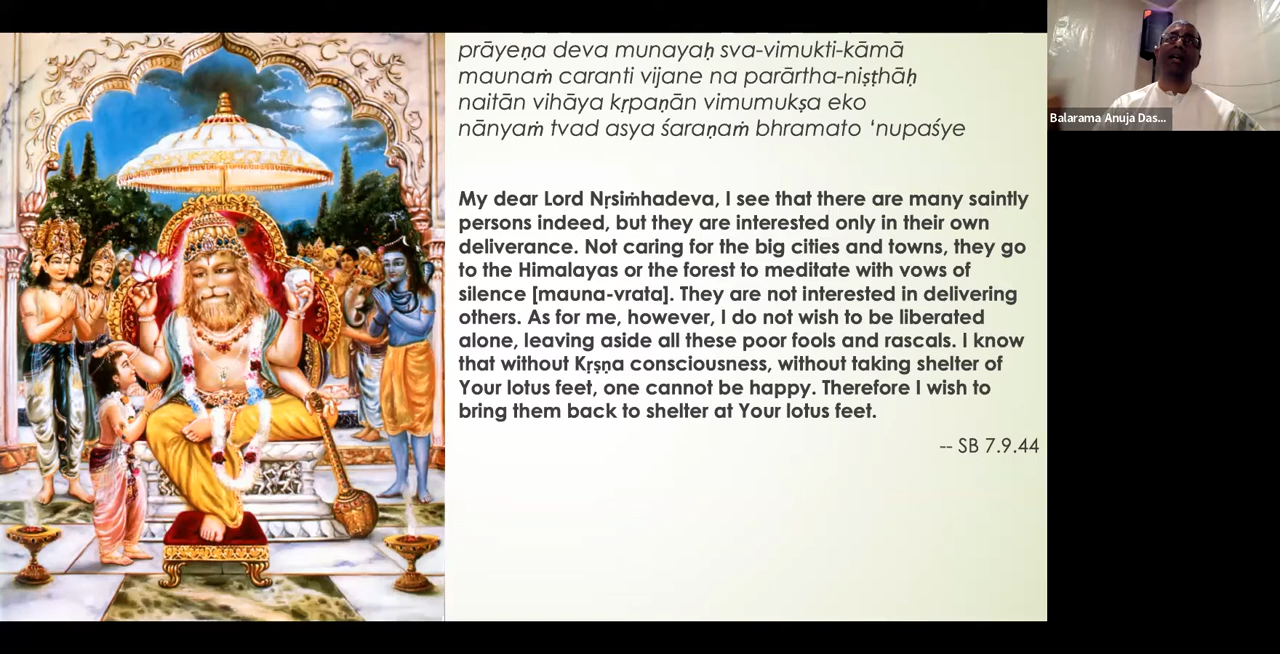 prāyeṇa deva munayaḥ sva-vimukti-kāmā
maunaṁ caranti vijane na parārtha-niṣṭhāḥ
naitān vihāya kṛpaṇān vimumukṣa eko
nānyaṁ tvad asya śaraṇaṁ bhramato ‘nupaśye
My dear Lord Nṛsiṁhadeva, I see that there are many saintly
persons indeed, but they are interested only in their own
deliverance. Not caring for the big cities and towns, they go
to the Himalayas or the forest to meditate with vows of
silence [mauna-vrata]. They are not interested in delivering
others. As for me, however, I do not wish to be liberated
alone, leaving aside all these poor fools and rascals. I know
that without Kṛṣṇa consciousness, without taking shelter of
Your lotus feet, one cannot be happy. Therefore I wish to
bring them back to shelter at Your lotus feet.
-- SB 7.9.44
Balarama Anuja Das...